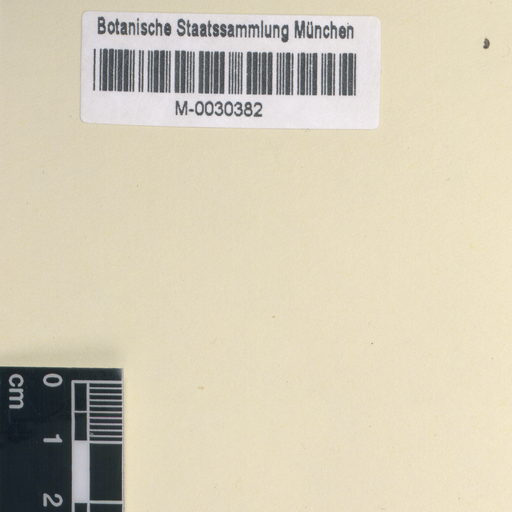 Botanische Staatssammlung München
M-0030382
cm
0
1
2